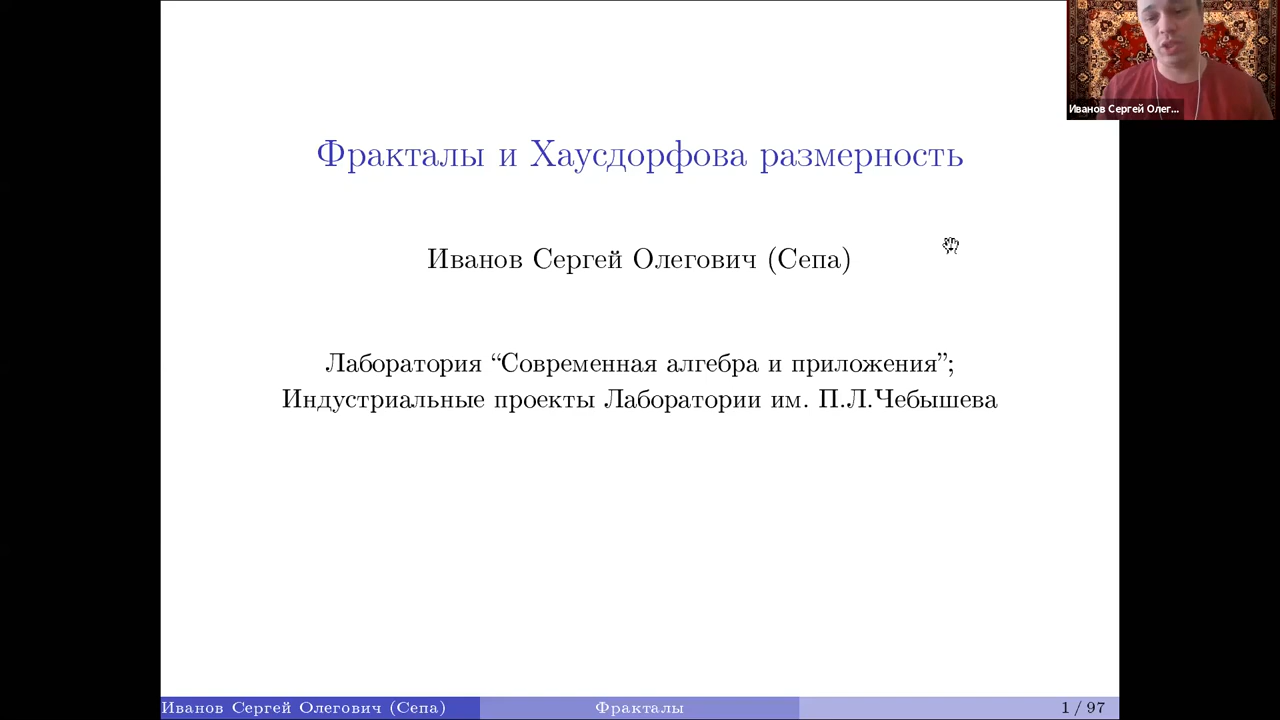 Иванов Сергей Олег...
Фракталы и Хаусдорфова размерность
Иванов Сергей Олегович (Сепа)
Лаборатория “Современная алгебра и приложения”;
Индустриальные проекты Лаборатории им. П.Л.Чебышева
Иванов Сергей Олегович (Сепа) Фракталы 1 / 97